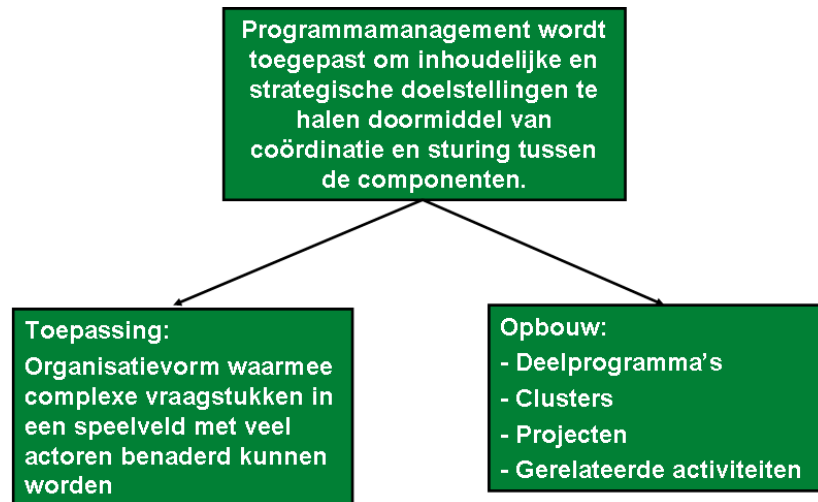 Programmamanagement wordt
toegepast om inhoudelijke en
strategische doelstellingen te
halen doormiddel van
coördinatie en sturing tussen
de componenten.
Toepassing:
Organisatievorm waarmee
complexe vraagstukken in
een speelveld met veel
actoren benaderd kunnen
worden
Opbouw:
- Deelprogramma's
- Clusters
- Projecten
- Gerelateerde activiteiten